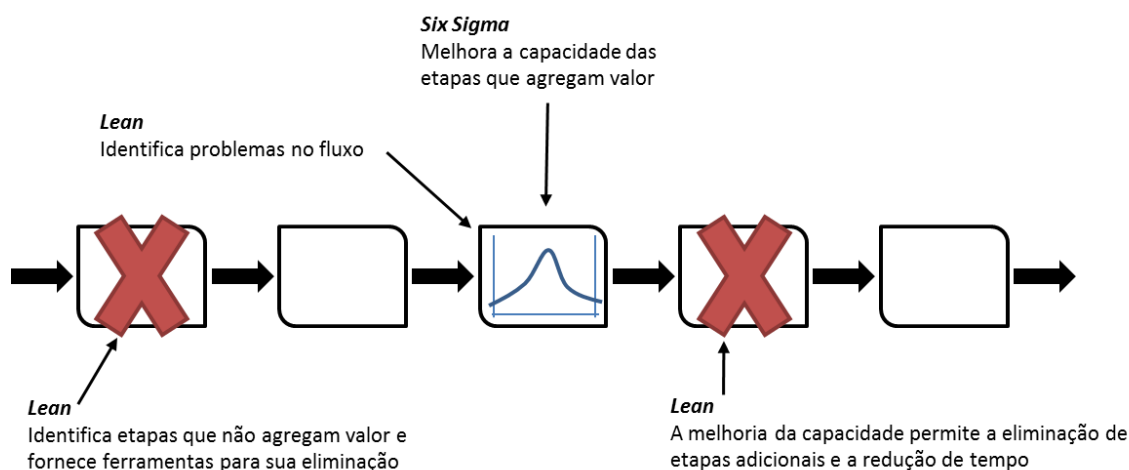 Six Sigma
Melhora a capacidade das
etapas que agregam valor
Lean
Identifica problemas no fluxo
Lean
Identifica etapas que não agregam valor e
fornece ferramentas para sua eliminação
Lean
A melhoria da capacidade permite a eliminação de
etapas adicionais e a redução de tempo